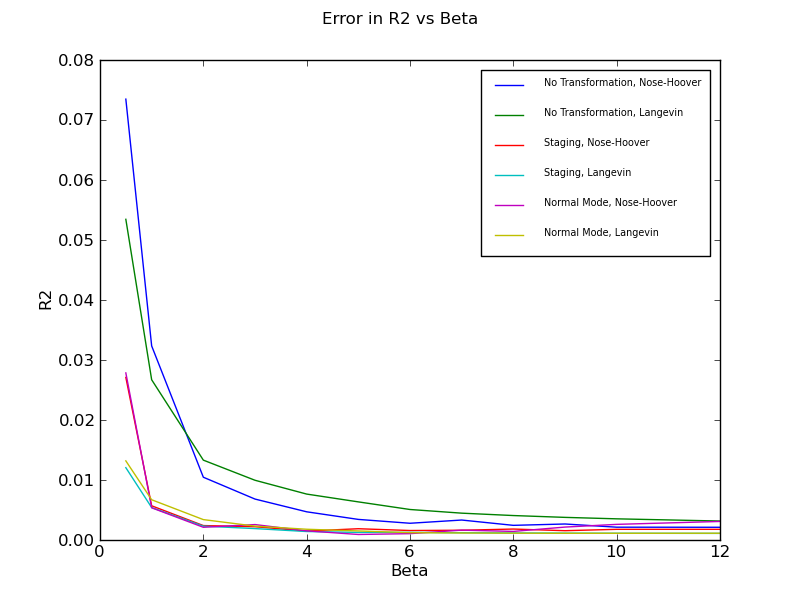 Error in R2 vs Beta
0.08
0.07
0.06
0.05
0.04
0.03
0.02
0.01
0.00
R2
No Transformation, Nose-Hoover
No Transformation, Langevin
Staging, Nose-Hoover
Staging, Langevin
Normal Mode, Nose-Hoover
Normal Mode, Langevin
0 2 4 6 8 10 12
Beta